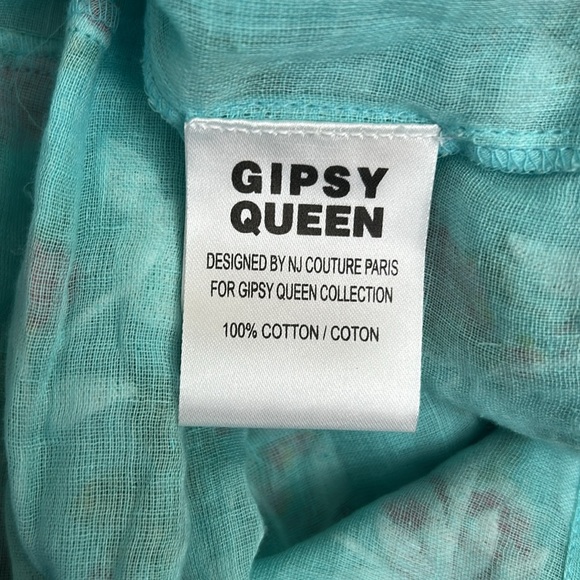 GIPSY
QUEEN
DESIGNED BY NJ COUTURE PARIS
FOR GIPSY QUEEN COLLECTION
100% COTTON / COTON